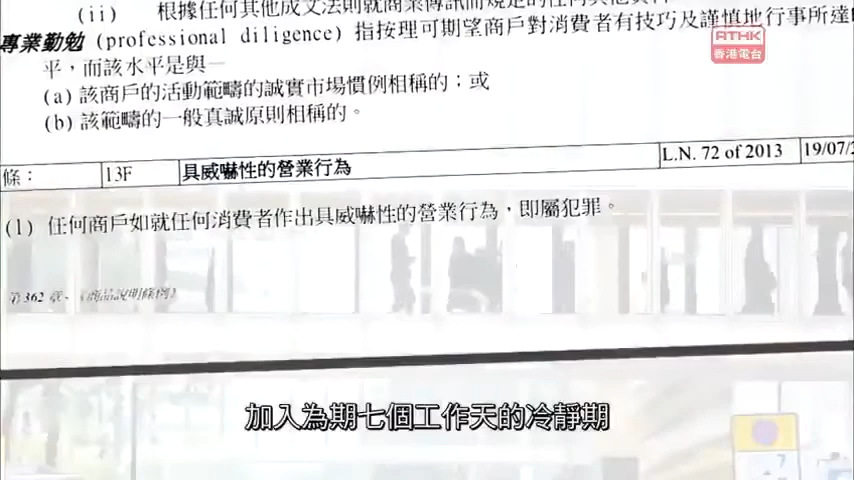 (ii) 根據任何其他成文法則就商業傳訊而規定的任何其他資料
RTHK
香港電台
專業勤勉 (professional diligence) 指按理可期望商戶對消費者有技巧及謹慎地行事所達
平，而該水平是與—
(a) 該商戶的活動範疇的誠實市場慣例相稱的；或
(b) 該範疇的一般真誠原則相稱的。
條： 13F 具威嚇性的營業行為 L.N. 72 of 2013 19/07/2
(1) 任何商戶如就任何消費者作出具威嚇性的營業行為，即屬犯罪。
第 362 章 - 《商品說明條例》
加入為期七個工作天的冷靜期
7